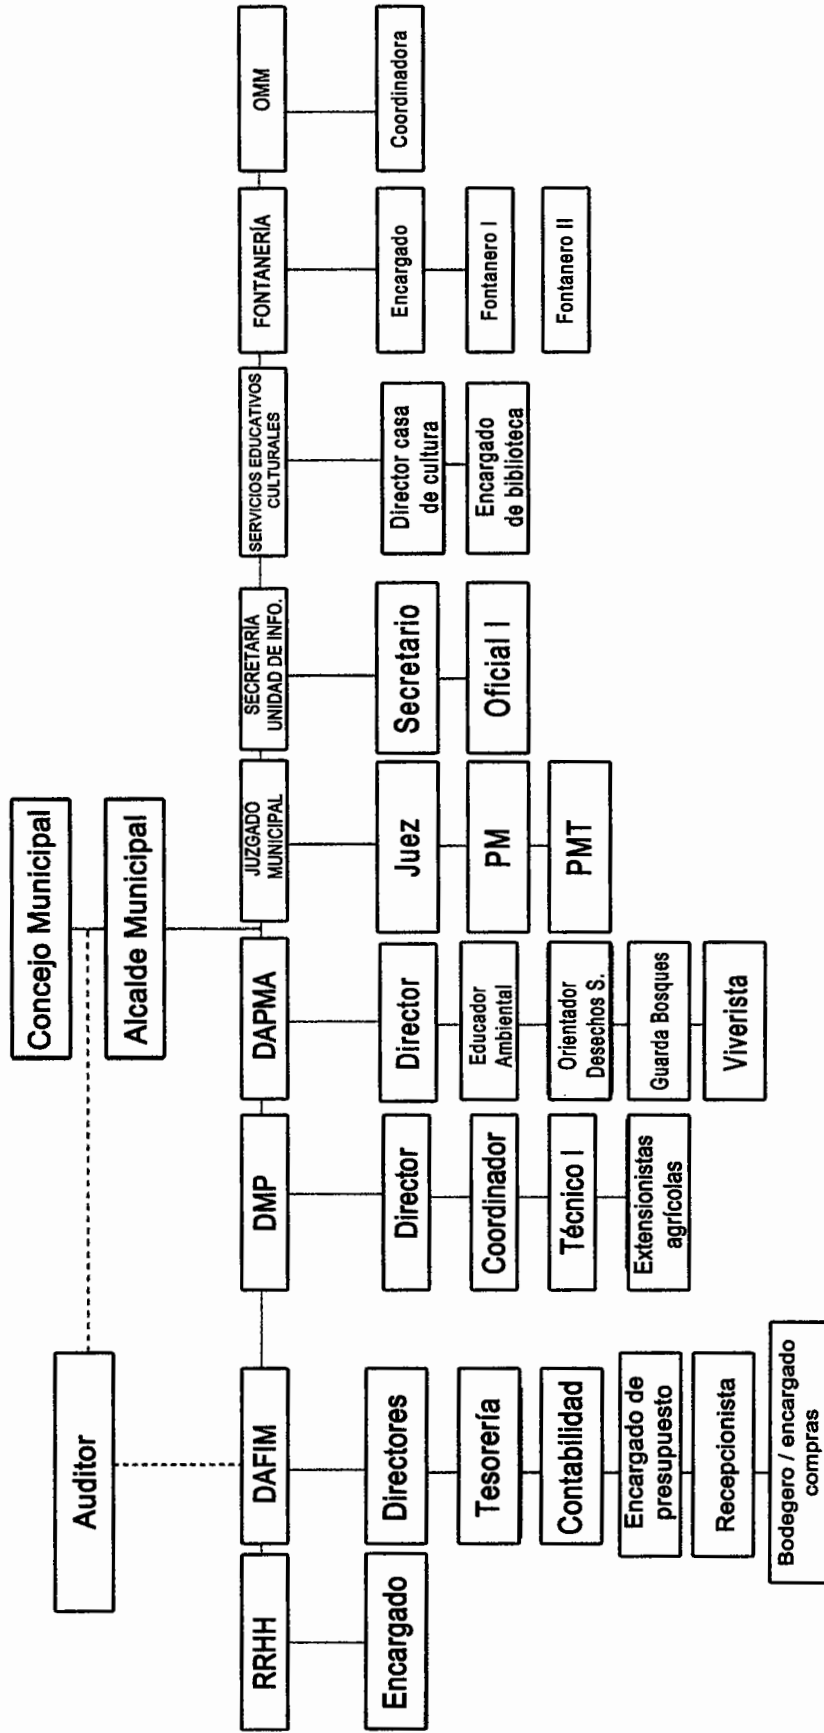 Concejo Municipal
Auditor
Alcalde Municipal
RRHH
DAFIM
DMP
DAPMA
JUZGADO
MUNICIPAL
SECRETARÍA
UNIDAD DE INFO.
SERVICIOS EDUCATIVOS
CULTURALES
FONTANERÍA
OMM
Encargado
Directores
Tesorería
Contabilidad
Encargado de
presupuesto
Recepcionista
Bodegero / encargado
compras
Director
Coordinador
Técnico I
Extensionistas
agrícolas
Director
Educador
Ambiental
Orientador
Desechos S.
Guarda Bosques
Viverista
Juez
PM
PMT
Secretario
Oficial I
Director casa
de cultura
Encargado
de biblioteca
Encargado
Fontanero I
Fontanero II
Coordinadora